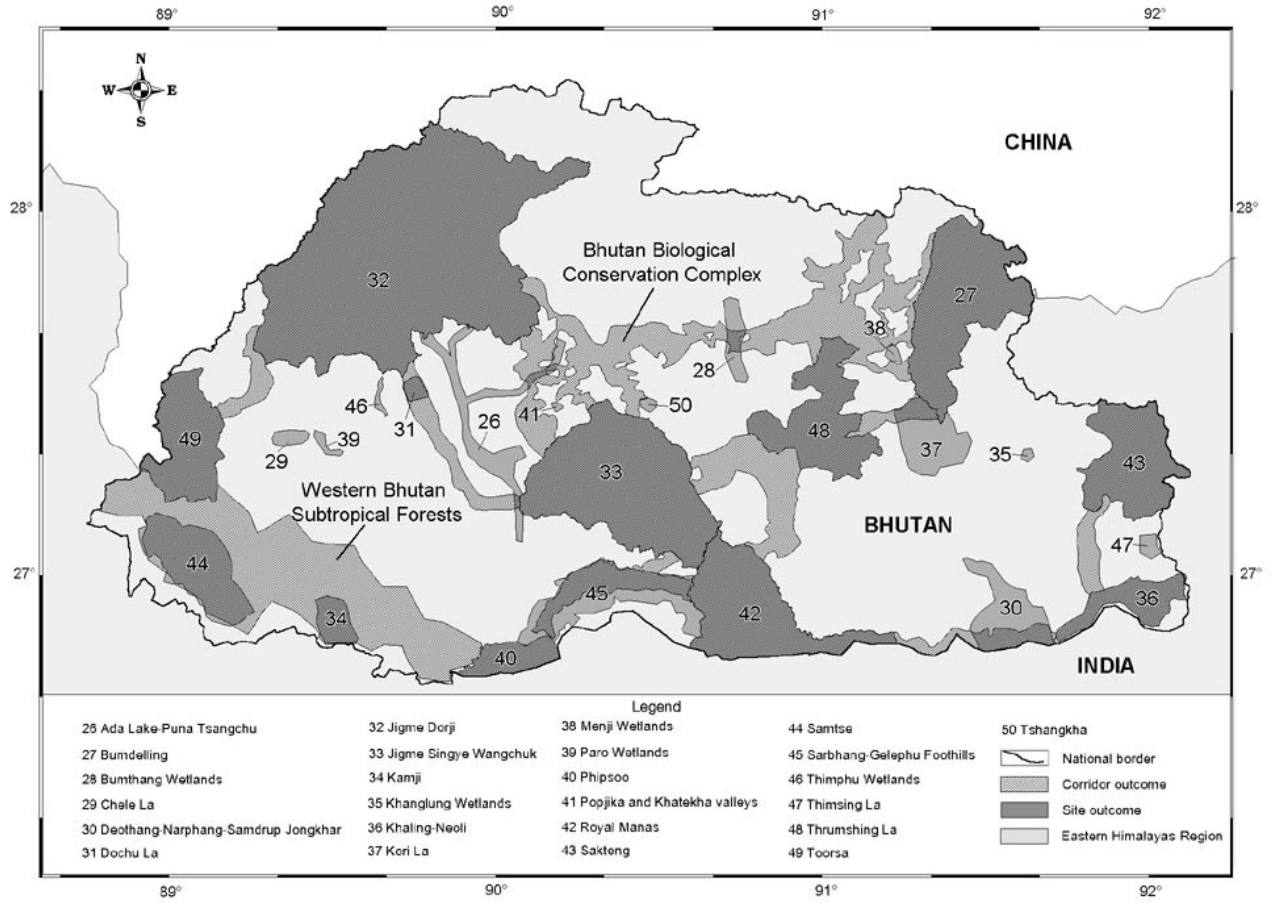 89°
90°
91°
92°
N
W E
S
CHINA
28°
28°
Bhutan Biological
Conservation Complex
32
27
38
28
46
31
41
50
26
49
29
39
48
37
35
33
43
Western Bhutan
Subtropical Forests
BHUTAN
47
44
27°
27°
45
36
34
42
30
40
INDIA
Legend
26 Ada Lake-Puna Tsangchu
27 Bumdelling
28 Bumthang Wetlands
29 Chele La
30 Deothang-Narphang-Samdrup Jongkhar
31 Dochu La
32 Jigme Dorji
33 Jigme Singye Wangchuk
34 Kamji
35 Khanglung Wetlands
36 Khaling-Neoli
37 Kori La
38 Menji Wetlands
39 Paro Wetlands
40 Phipsoo
41 Popjika and Khatekha valleys
42 Royal Manas
43 Sakteng
44 Samtse
45 Sarbhang-Gelephu Foothills
46 Thimphu Wetlands
47 Thimsing La
48 Thrumshing La
49 Toorsa
50 Tshangkha
National border
Corridor outcome
Site outcome
Eastern Himalayas Region
89°
90°
91°
92°